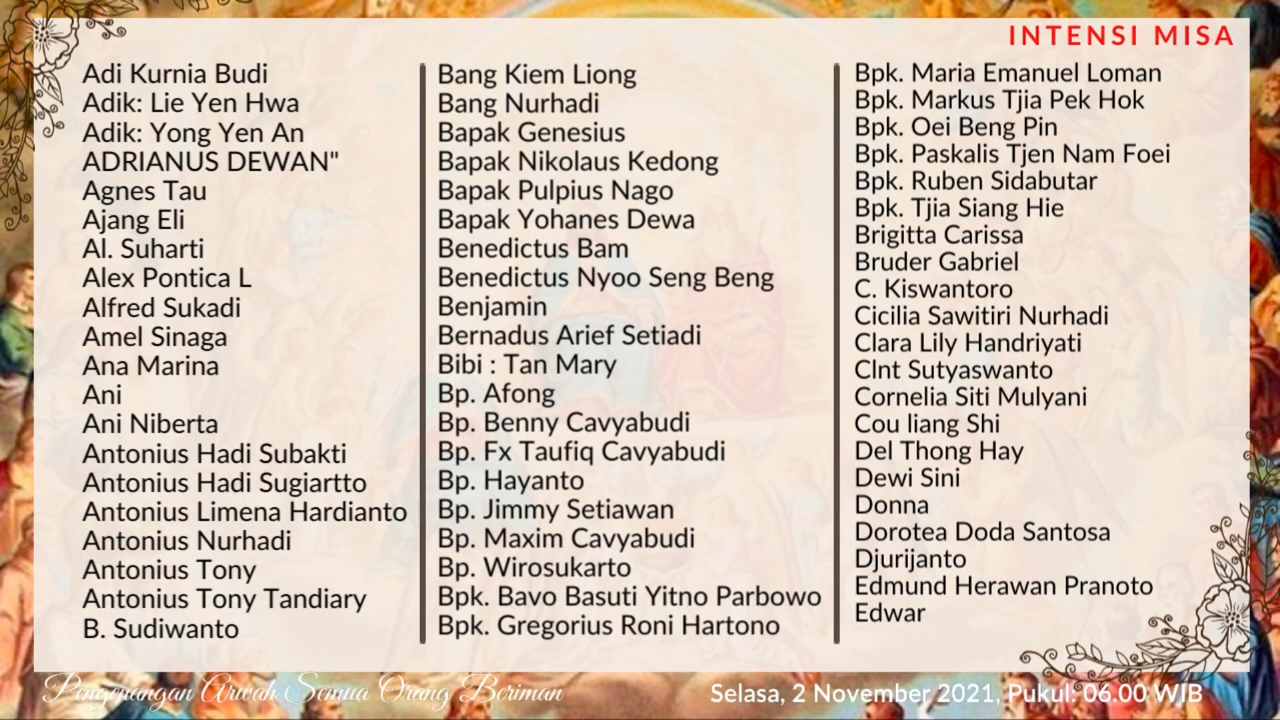 INTENSI MISA
Adi Kurnia Budi
Adik: Lie Yen Hwa
Adik: Yong Yen An
ADRIANUS DEWAN"
Agnes Tau
Ajang Eli
Al. Suharti
Alex Pontica L
Alfred Sukadi
Amel Sinaga
Ana Marina
Ani
Ani Niberta
Antonius Hadi Subakti
Antonius Hadi Sugiartto
Antonius Limena Hardianto
Antonius Nurhadi
Antonius Tony
Antonius Tony Tandiary
B. Sudiwanto
Bang Kiem Liong
Bang Nurhadi
Bapak Genesius
Bapak Nikolaus Kedong
Bapak Pulpius Nago
Bapak Yohanes Dewa
Benedictus Bam
Benedictus Nyoo Seng Beng
Benjamin
Bernadus Arief Setiadi
Bibi : Tan Mary
Bp. Afong
Bp. Benny Cavyabudi
Bp. Fx Taufiq Cavyabudi
Bp. Hayanto
Bp. Jimmy Setiawan
Bp. Maxim Cavyabudi
Bp. Wirosukarto
Bpk. Bavo Basuti Yitno Parbowo
Bpk. Gregorius Roni Hartono
Bpk. Maria Emanuel Loman
Bpk. Markus Tjia Pek Hok
Bpk. Oei Beng Pin
Bpk. Paskalis Tjen Nam Foei
Bpk. Ruben Sidabutar
Bpk. Tjia Siang Hie
Brigitta Carissa
Bruder Gabriel
C. Kiswantoro
Cicilia Sawitiri Nurhadi
Clara Lily Handriyati
Clnt Sutyaswanto
Cornelia Siti Mulyani
Cou liang Shi
Del Thong Hay
Dewi Sini
Donna
Dorotea Doda Santosa
Djurijanto
Edmund Herawan Pranoto
Edwar
Pengenangan Arwah Semua Orang Beriman
Selasa, 2 November 2021, Pukul: 06.00 WIB